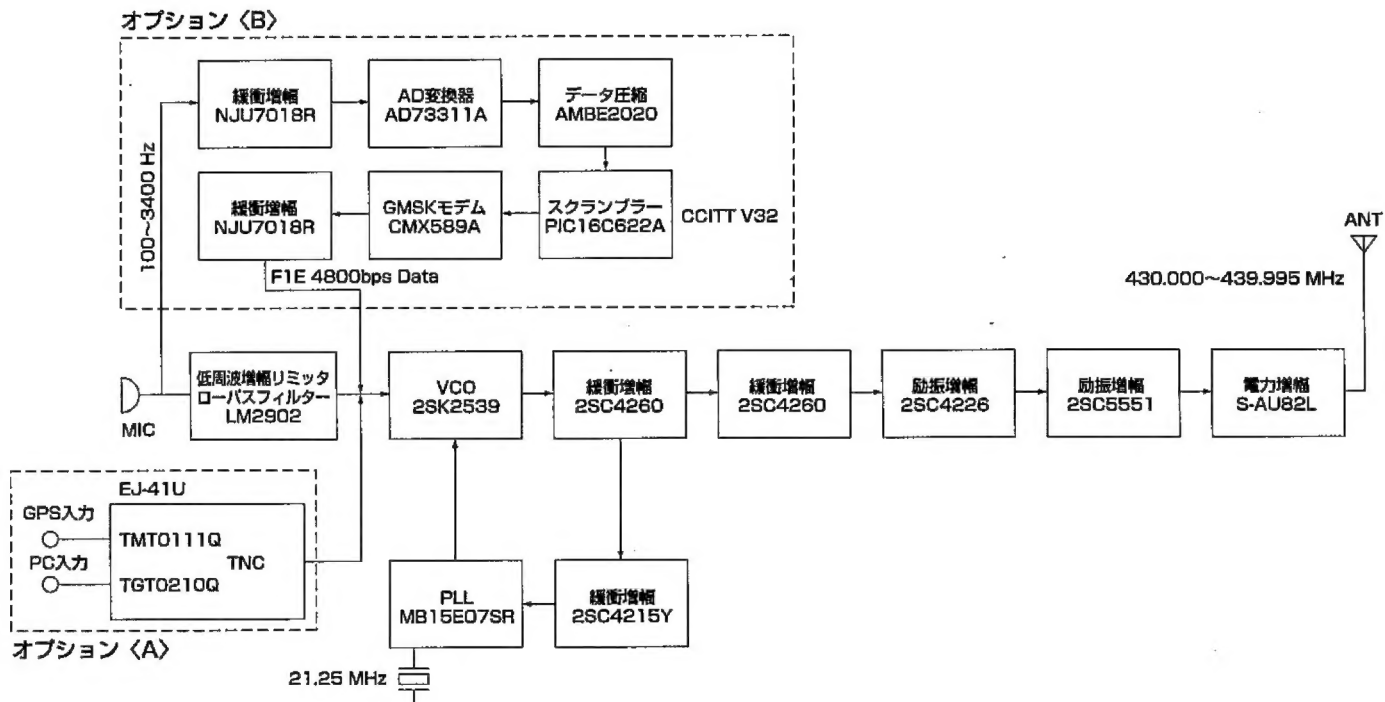 オプション〈B〉
緩衝増幅
NJU7018R
AD変換器
AD73311A
データ圧縮
AMBE2020
100～3400 Hz
緩衝増幅
NJU7018R
GMSKモデム
CMX589A
スクランブラー
PIC16C622A
CCITT V32
F1E 4800bps Data
ANT
430.000～439.995 MHz
MIC
低周波増幅リミッタ
ローパスフィルター
LM2902
VCO
2SK2539
緩衝増幅
2SC4260
緩衝増幅
2SC4260
励振増幅
2SC4226
励振増幅
2SC5551
電力増幅
S-AU82L
EJ-41U
GPS入力
TMT0111Q
PC入力
TGT0210Q
TNC
オプション〈A〉
PLL
MB15E07SR
緩衝増幅
2SC4215Y
21.25 MHz